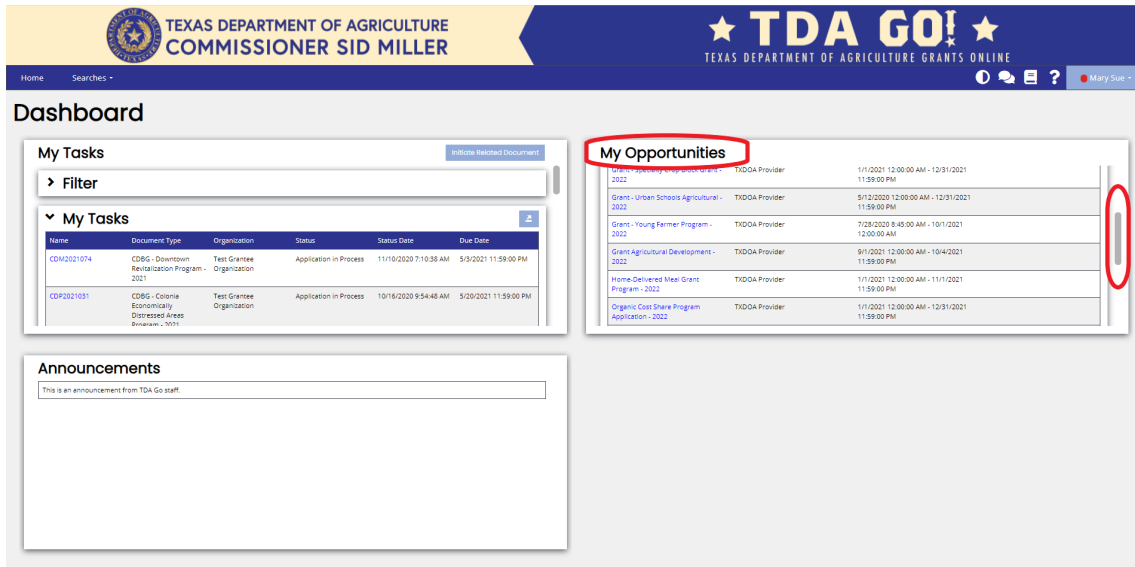 TEXAS DEPARTMENT OF AGRICULTURE
COMMISSIONER SID MILLER
TDA GO!
TEXAS DEPARTMENT OF AGRICULTURE GRANTS ONLINE
Home Searches
? Mary Sue
Dashboard
My Tasks
Initiate Related Document
Filter
My Tasks
Name Document Type Organization Status Status Date Due Date
CDM2021074 CDBG - Downtown Test Grantee Application in Process 11/10/2020 7:10:38 AM 5/3/2021 11:59:00 PM
Revitalization Program - Organization
2021
CDP2021031 CDBG - Colonia Test Grantee Application in Process 10/16/2020 9:54:48 AM 5/20/2021 11:59:00 PM
Economically Organization
Distressed Areas
Program - 2021
My Opportunities
Grant - Specialty Crop Block Grant - TXDOA Provider 1/1/2021 12:00:00 AM - 12/31/2021
2022 11:59:00 PM
Grant - Urban Schools Agricultural - TXDOA Provider 5/12/2020 12:00:00 AM - 12/31/2021
2022 11:59:00 PM
Grant - Young Farmer Program - TXDOA Provider 7/28/2020 8:45:00 AM - 10/1/2021
2022 12:00:00 AM
Grant Agricultural Development - TXDOA Provider 9/1/2021 12:00:00 AM - 10/4/2021
2022 11:59:00 PM
Home-Delivered Meal Grant TXDOA Provider 1/1/2021 12:00:00 AM - 11/1/2021
Program - 2022 11:59:00 PM
Organic Cost Share Program TXDOA Provider 1/1/2021 12:00:00 AM - 12/31/2021
Application - 2022 11:59:00 PM
Announcements
This is an announcement from TDA Go staff.